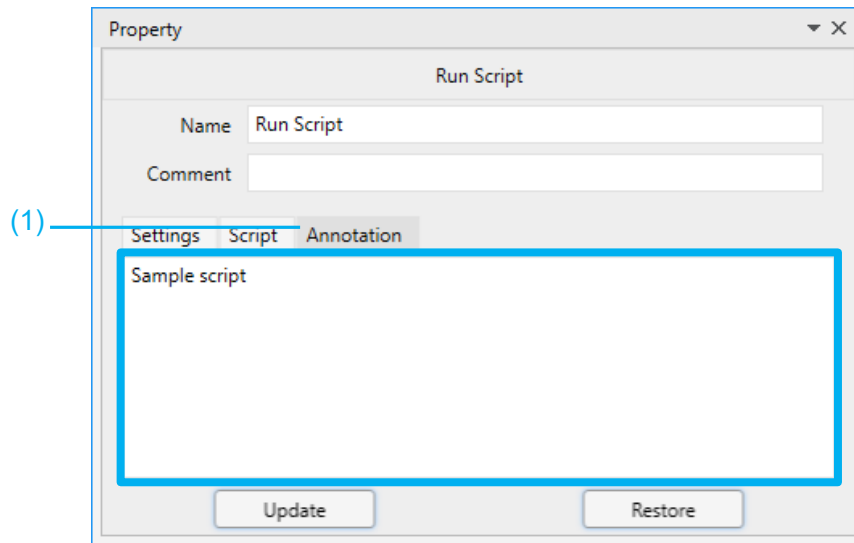 Property
Run Script
Name Run Script
Comment
(1)
Settings Script Annotation
Sample script
Update Restore